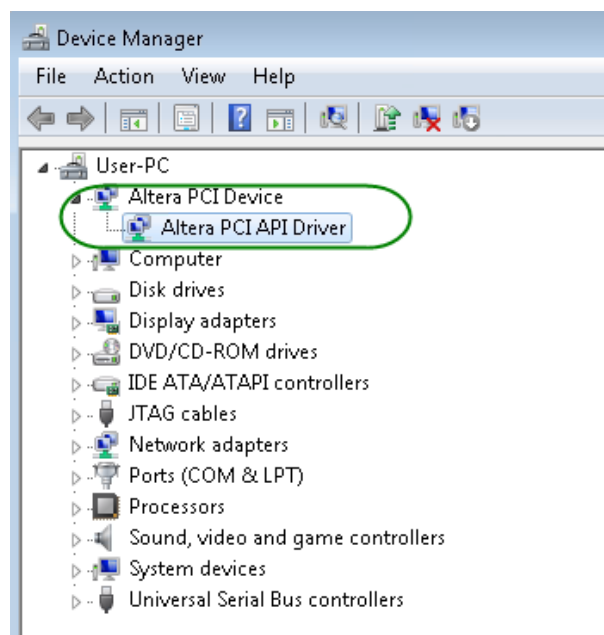 Device Manager
File Action View Help
User-PC
Altera PCI Device
Altera PCI API Driver
Computer
Disk drives
Display adapters
DVD/CD-ROM drives
IDE ATA/ATAPI controllers
JTAG cables
Network adapters
Ports (COM & LPT)
Processors
Sound, video and game controllers
System devices
Universal Serial Bus controllers